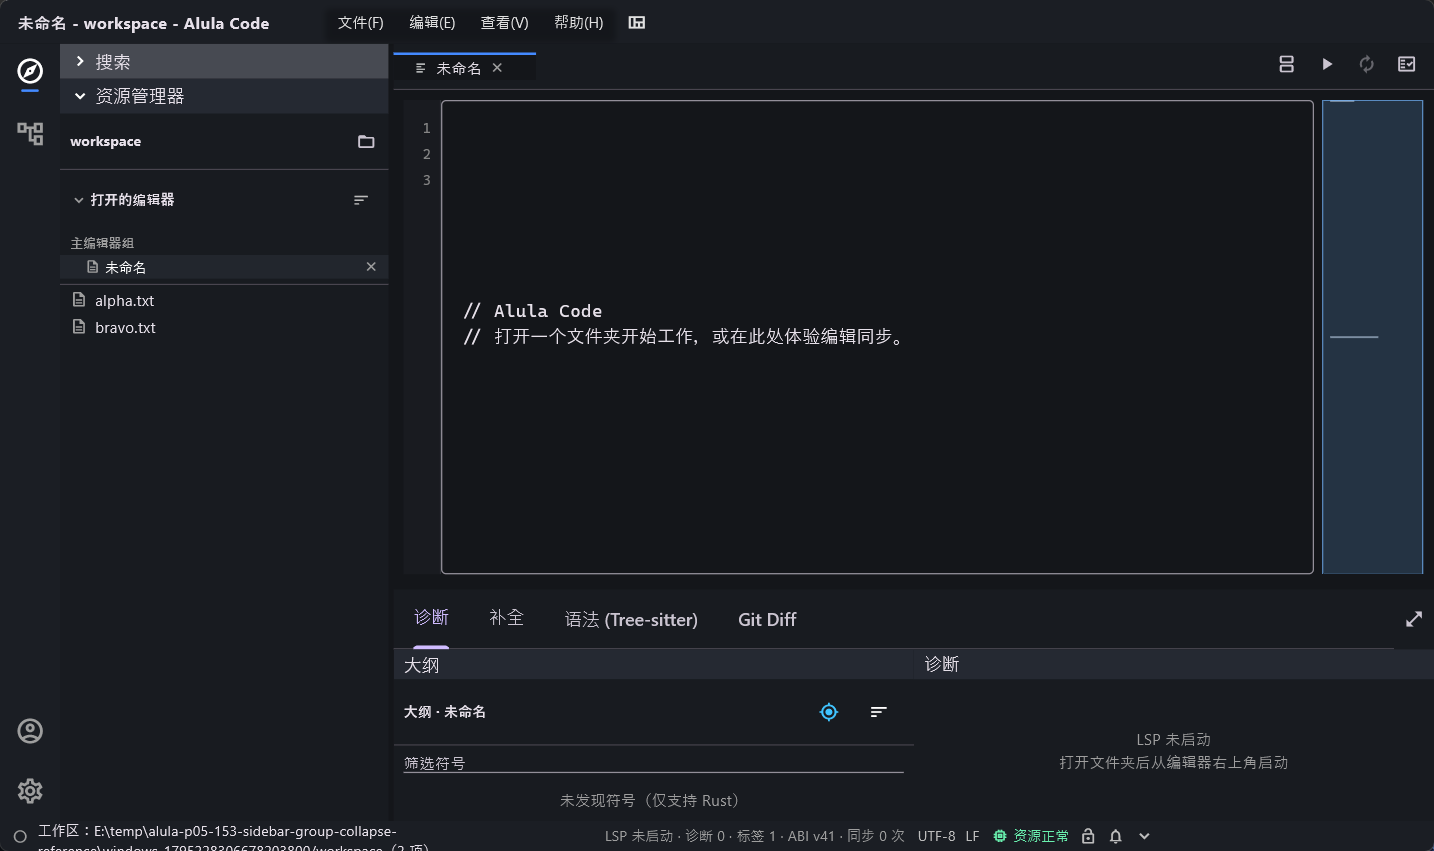 未命名 - workspace - Alula Code
文件(F) 编辑(E) 查看(V) 帮助(H)
搜索
资源管理器
workspace
打开的编辑器
主编辑器组
未命名
alpha.txt
bravo.txt
未命名
1
2
3
// Alula Code
// 打开一个文件夹开始工作，或在此处体验编辑同步。
诊断 补全 语法 (Tree-sitter) Git Diff
大纲
大纲 · 未命名
筛选符号
未发现符号（仅支持 Rust）
诊断
LSP 未启动
打开文件夹后从编辑器右上角启动
工作区：E:\temp\alula-p05-153-sidebar-group-collapse-
reference\windows-1795228306678203800/workspace（2 项）
LSP 未启动 · 诊断 0 · 标签 1 · ABI v41 · 同步 0 次 UTF-8 LF 资源正常